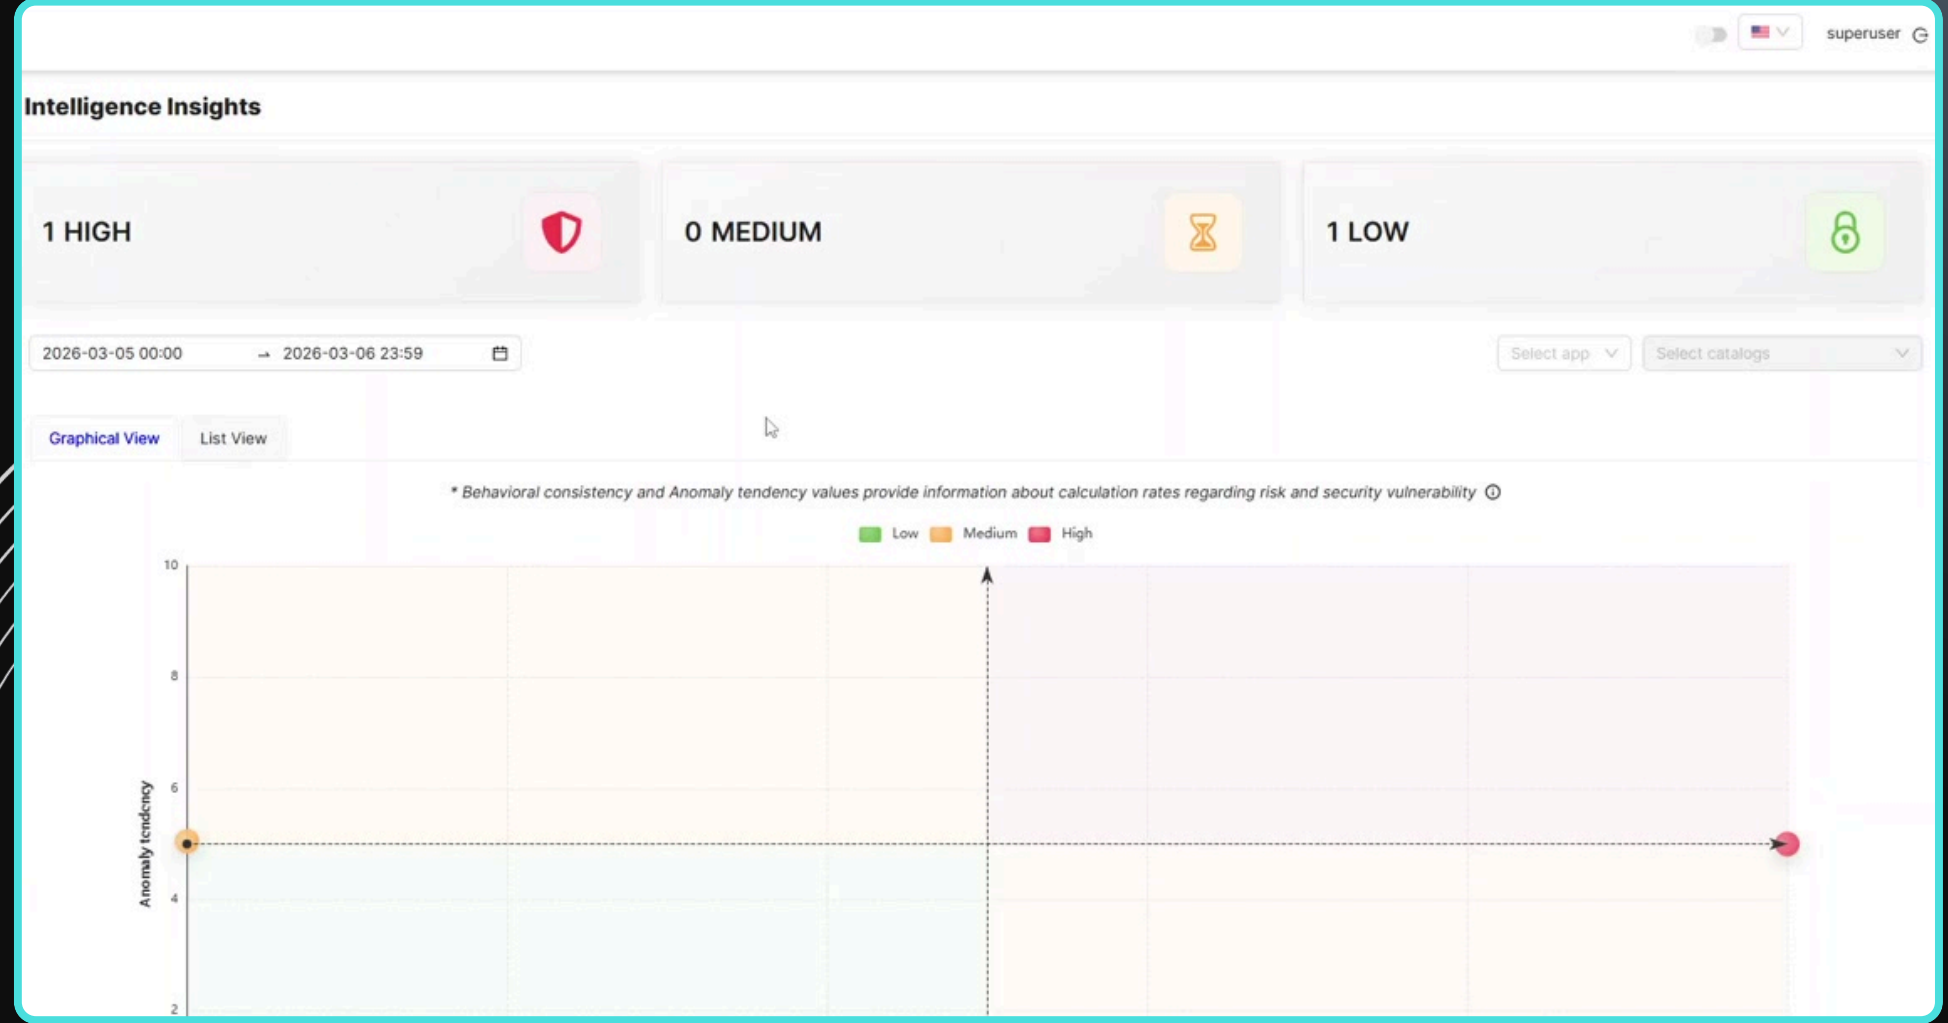 superuser
Intelligence Insights
1 HIGH
0 MEDIUM
1 LOW
2026-03-05 00:00 → 2026-03-06 23:59
Select app
Select catalogs
Graphical View
List View
* Behavioral consistency and Anomaly tendency values provide information about calculation rates regarding risk and security vulnerability
Low Medium High
10
8
6
4
2
Anomaly tendency